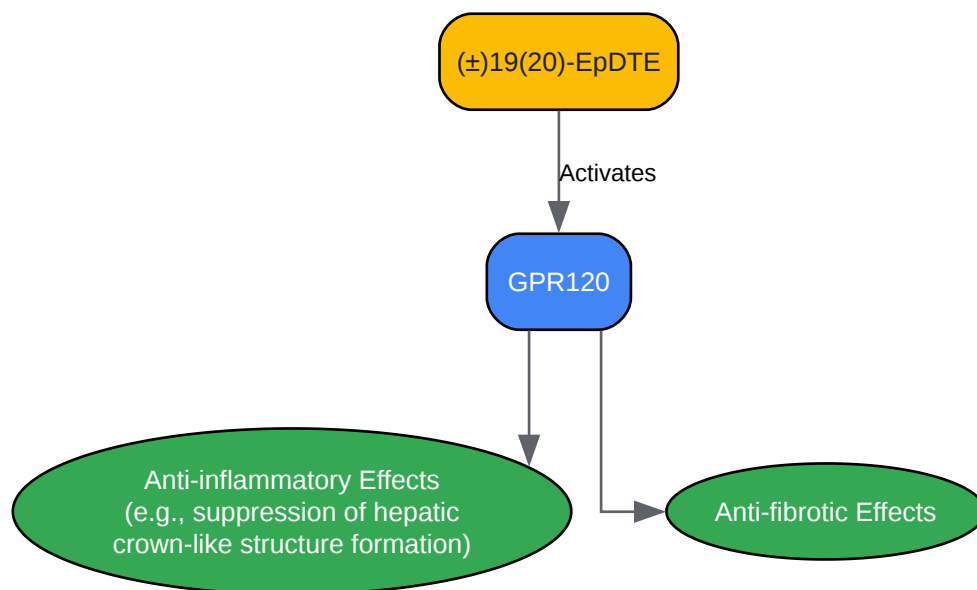 (±)19(20)-EpDTE
Activates
GPR120
Anti-inflammatory Effects
(e.g., suppression of hepatic
crown-like structure formation)
Anti-fibrotic Effects